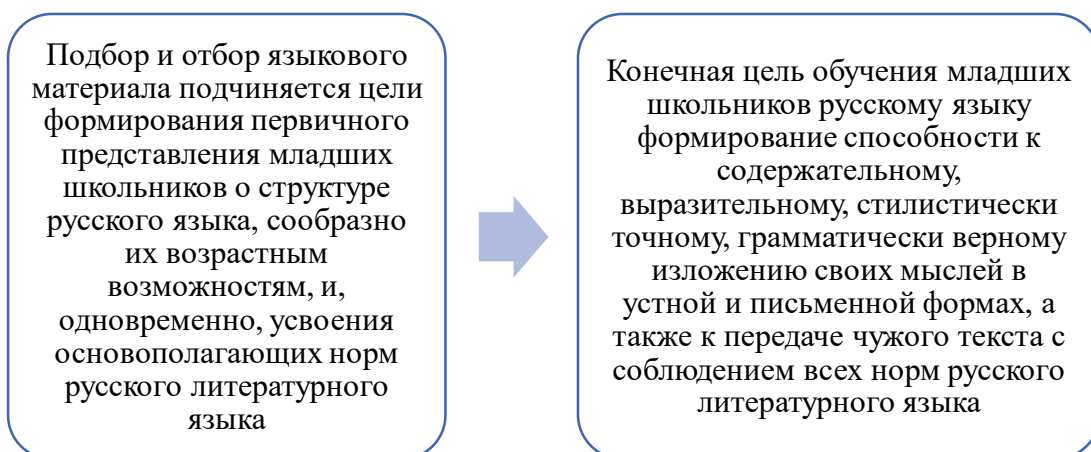 Подбор и отбор языкового
материала подчиняется цели
формирования первичного
представления младших
школьников о структуре
русского языка, сообразно
их возрастным
возможностям, и,
одновременно, усвоения
основополагающих норм
русского литературного
языка
Конечная цель обучения младших
школьников русскому языку
формирование способности к
содержательному,
выразительному, стилистически
точному, грамматически верному
изложению своих мыслей в
устной и письменной формах, а
также к передаче чужого текста с
соблюдением всех норм русского
литературного языка